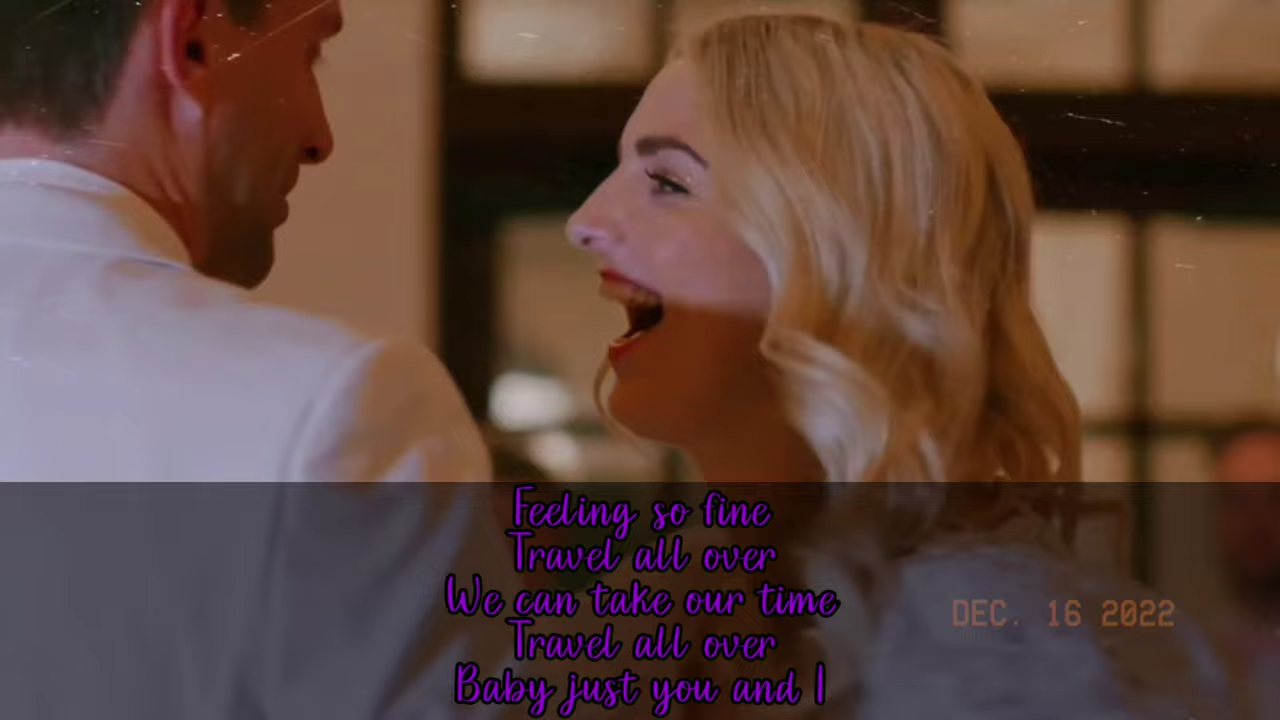 Feeling so fine
Travel all over
We can take our time
DEC. 16 2022
Travel all over
Baby just you and I